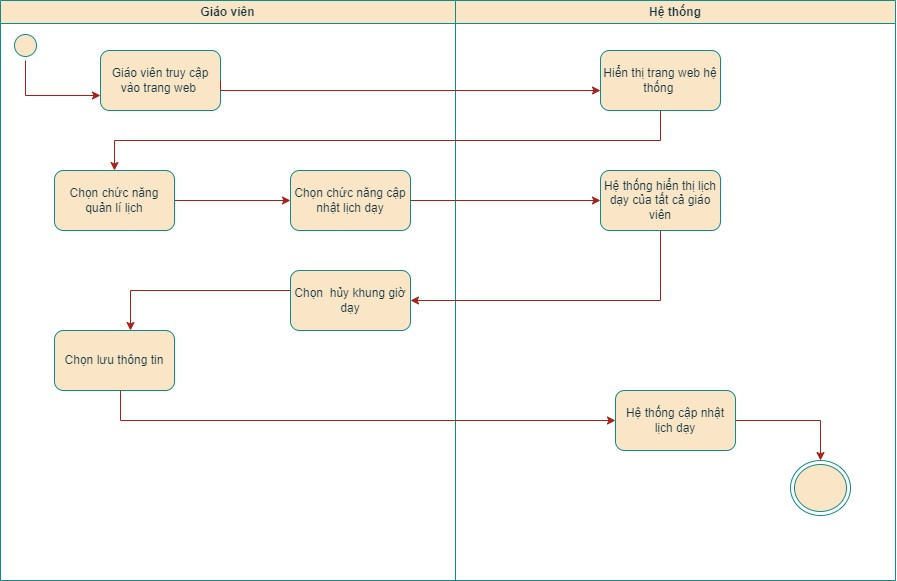 Giáo viên
Hệ thống
Giáo viên truy cập
vào trang web
Hiển thị trang web hệ
thống
Chọn chức năng
quản lí lịch
Chọn chức năng cập
nhật lịch dạy
Hệ thống hiển thị lịch
dạy của tất cả giáo
viên
Chọn  hủy khung giờ
dạy
Chọn lưu thông tin
Hệ thống cập nhật
lịch dạy